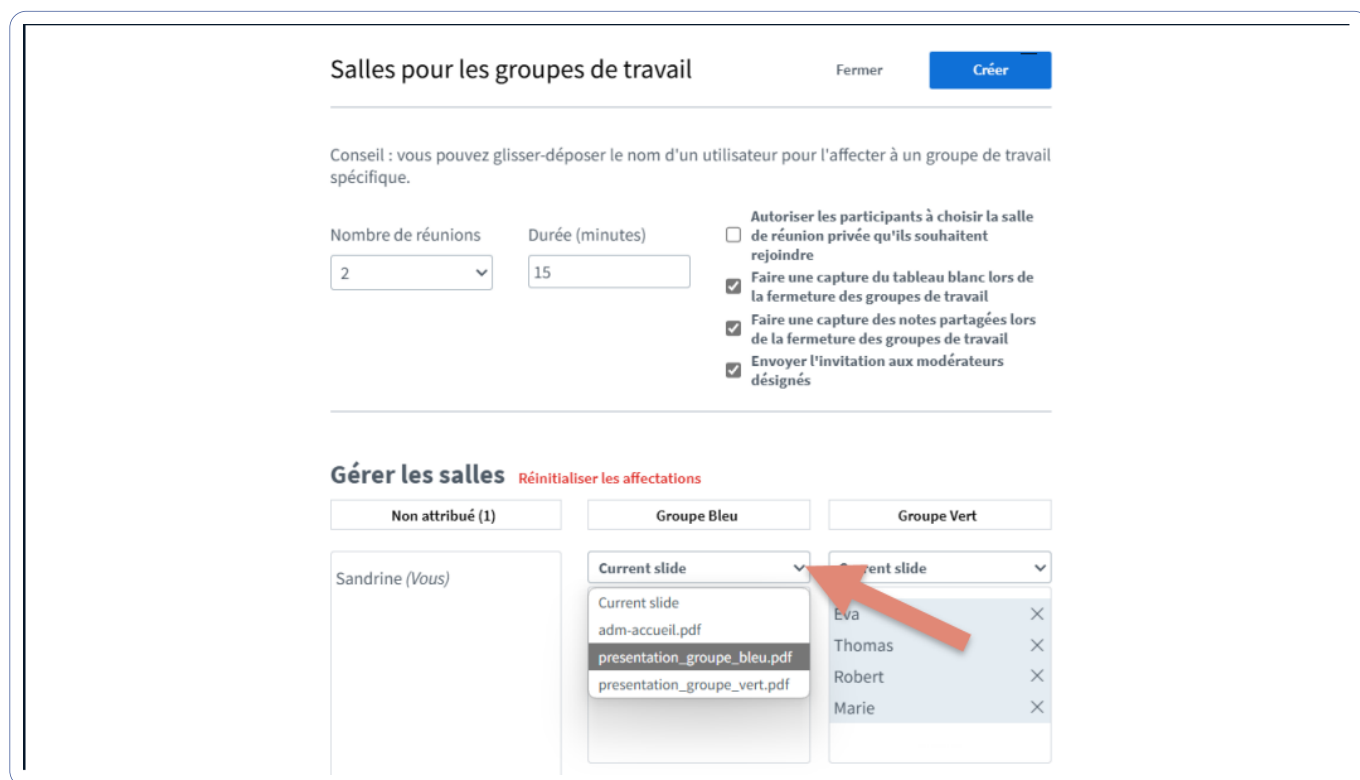 Salles pour les groupes de travail
Fermer
Créer
Conseil : vous pouvez glisser-déposer le nom d'un utilisateur pour l'affecter à un groupe de travail
spécifique.
Nombre de réunions
2
Durée (minutes)
15
Autoriser les participants à choisir la salle
de réunion privée qu'ils souhaitent
rejoindre
Faire une capture du tableau blanc lors de
la fermeture des groupes de travail
Faire une capture des notes partagées lors
de la fermeture des groupes de travail
Envoyer l'invitation aux modérateurs
désignés
Gérer les salles
Réinitialiser les affectations
Non attribué (1)
Sandrine (Vous)
Groupe Bleu
Current slide
Current slide
adm-accueil.pdf
presentation_groupe_bleu.pdf
presentation_groupe_vert.pdf
Groupe Vert
Current slide
Eva
Thomas
Robert
Marie